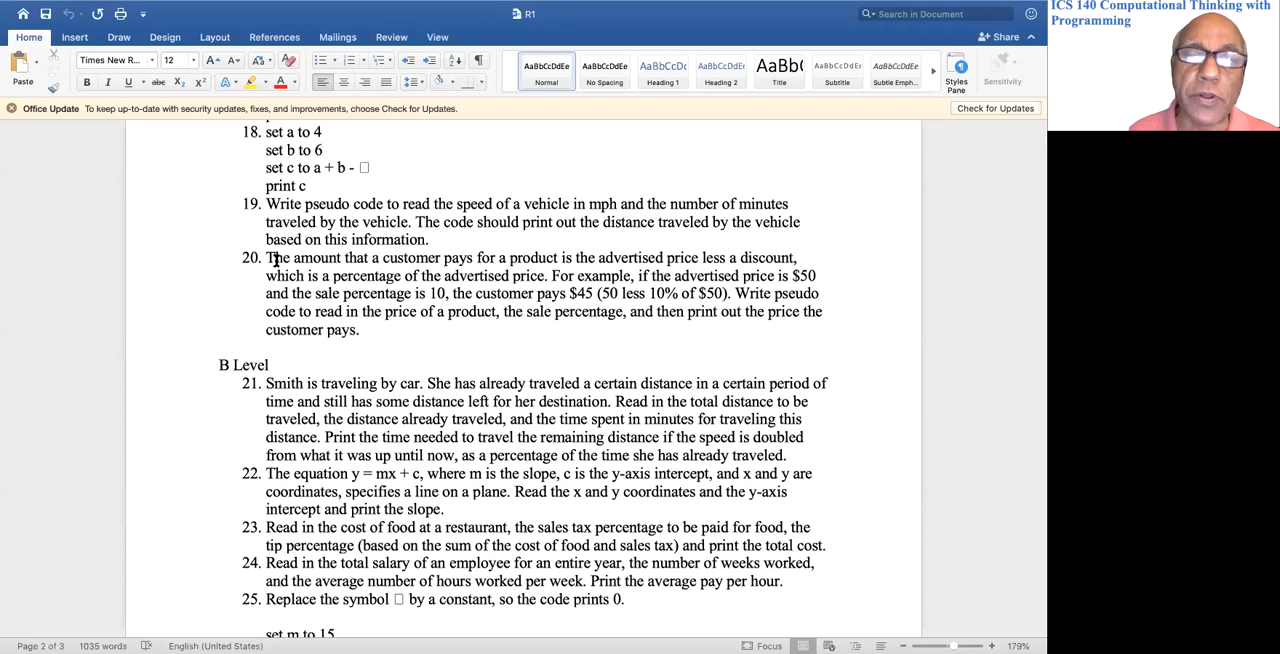 R1
Search in Document
ICS 140 Computational Thinking with
Programming
Home Insert Draw Design Layout References Mailings Review View Share
Paste Times New R... 12 A A Aa A AaBbCcDdEe AaBbCcDdEe AaBbCcDc AaBbCcDdEe AaBb( AaBbCcDdEe AaBbCcDdEe
B I U abc X2 X2 A A Normal No Spacing Heading 1 Heading 2 Title Subtitle Subtle Emph... Styles Pane Sensitivity
Office Update To keep up-to-date with security updates, fixes, and improvements, choose Check for Updates. Check for Updates
18. set a to 4
set b to 6
set c to a + b - □
print c
19. Write pseudo code to read the speed of a vehicle in mph and the number of minutes
traveled by the vehicle. The code should print out the distance traveled by the vehicle
based on this information.
20. The amount that a customer pays for a product is the advertised price less a discount,
which is a percentage of the advertised price. For example, if the advertised price is $50
and the sale percentage is 10, the customer pays $45 (50 less 10% of $50). Write pseudo
code to read in the price of a product, the sale percentage, and then print out the price the
customer pays.
B Level
21. Smith is traveling by car. She has already traveled a certain distance in a certain period of
time and still has some distance left for her destination. Read in the total distance to be
traveled, the distance already traveled, and the time spent in minutes for traveling this
distance. Print the time needed to travel the remaining distance if the speed is doubled
from what it was up until now, as a percentage of the time she has already traveled.
22. The equation y = mx + c, where m is the slope, c is the y-axis intercept, and x and y are
coordinates, specifies a line on a plane. Read the x and y coordinates and the y-axis
intercept and print the slope.
23. Read in the cost of food at a restaurant, the sales tax percentage to be paid for food, the
tip percentage (based on the sum of the cost of food and sales tax) and print the total cost.
24. Read in the total salary of an employee for an entire year, the number of weeks worked,
and the average number of hours worked per week. Print the average pay per hour.
25. Replace the symbol □ by a constant, so the code prints 0.
set m to 15
Page 2 of 3 1035 words English (United States) Focus 179%